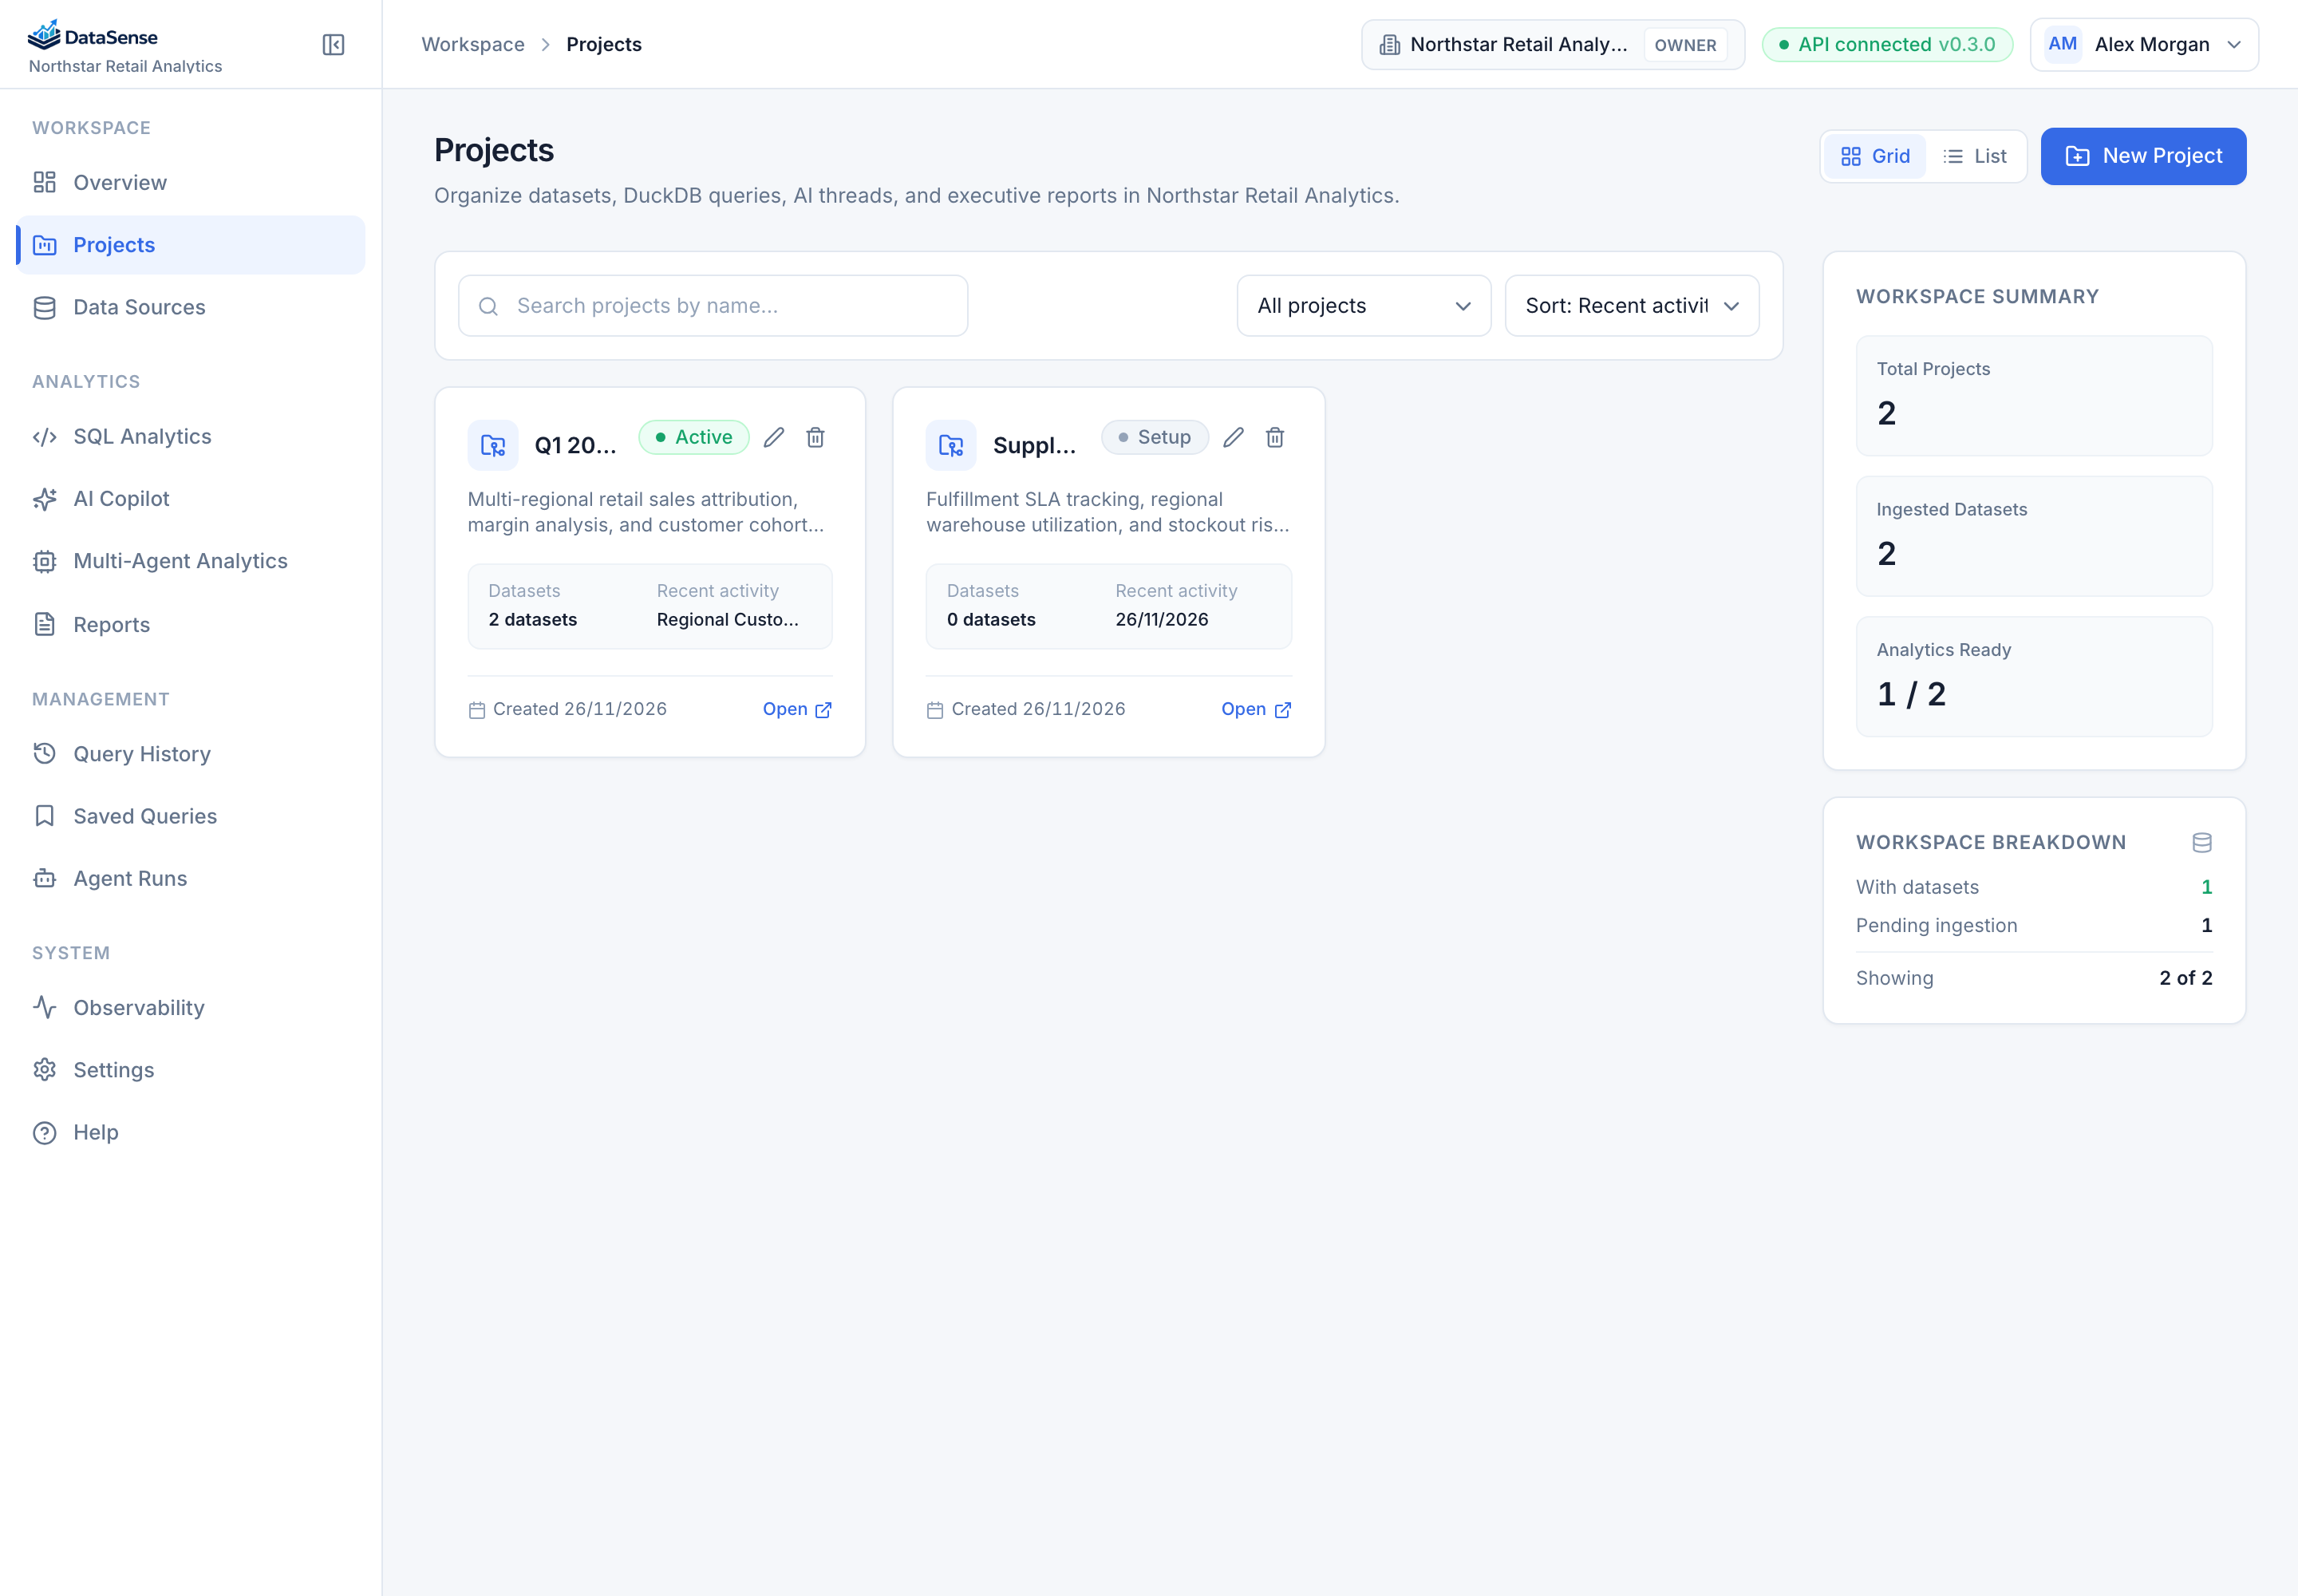 DataSense
Northstar Retail Analytics
WORKSPACE
Overview
Projects
Data Sources
ANALYTICS
SQL Analytics
AI Copilot
Multi-Agent Analytics
Reports
MANAGEMENT
Query History
Saved Queries
Agent Runs
SYSTEM
Observability
Settings
Help
Workspace Projects
Northstar Retail Analy... OWNER
API connected v0.3.0
AM Alex Morgan
Projects
Organize datasets, DuckDB queries, AI threads, and executive reports in Northstar Retail Analytics.
Grid List
New Project
Search projects by name...
All projects
Sort: Recent activit
Q1 20... Active
Multi-regional retail sales attribution,
margin analysis, and customer cohort...
Datasets Recent activity
2 datasets Regional Custo...
Created 26/11/2026 Open
Suppl... Setup
Fulfillment SLA tracking, regional
warehouse utilization, and stockout ris...
Datasets Recent activity
0 datasets 26/11/2026
Created 26/11/2026 Open
WORKSPACE SUMMARY
Total Projects
2
Ingested Datasets
2
Analytics Ready
1 / 2
WORKSPACE BREAKDOWN
With datasets 1
Pending ingestion 1
Showing 2 of 2